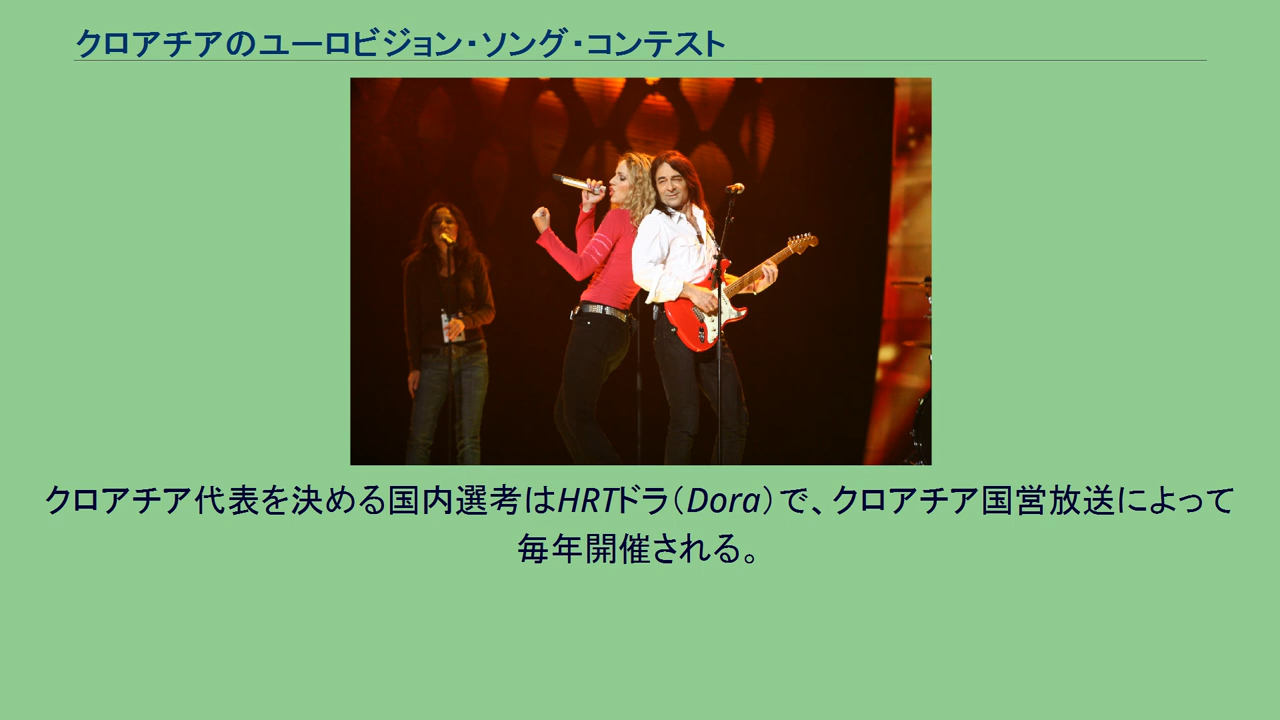 クロアチアのユーロビジョン・ソング・コンテスト
クロアチア代表を決める国内選考はHRTドラ（Dora）で、クロアチア国営放送によって
毎年開催される。